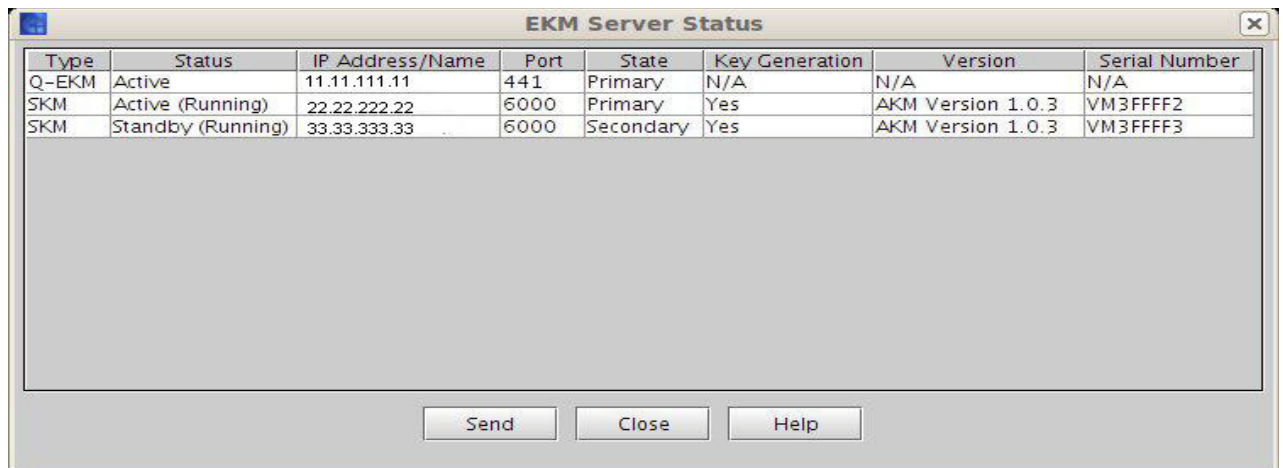 EKM Server Status
Type Status IP Address/Name Port State Key Generation Version Serial Number
Q-EKM Active 11.11.111.11 441 Primary N/A N/A N/A
SKM Active (Running) 22.22.222.22 6000 Primary Yes AKM Version 1.0.3 VM3FFFF2
SKM Standby (Running) 33.33.333.33 6000 Secondary Yes AKM Version 1.0.3 VM3FFFF3
Send Close Help